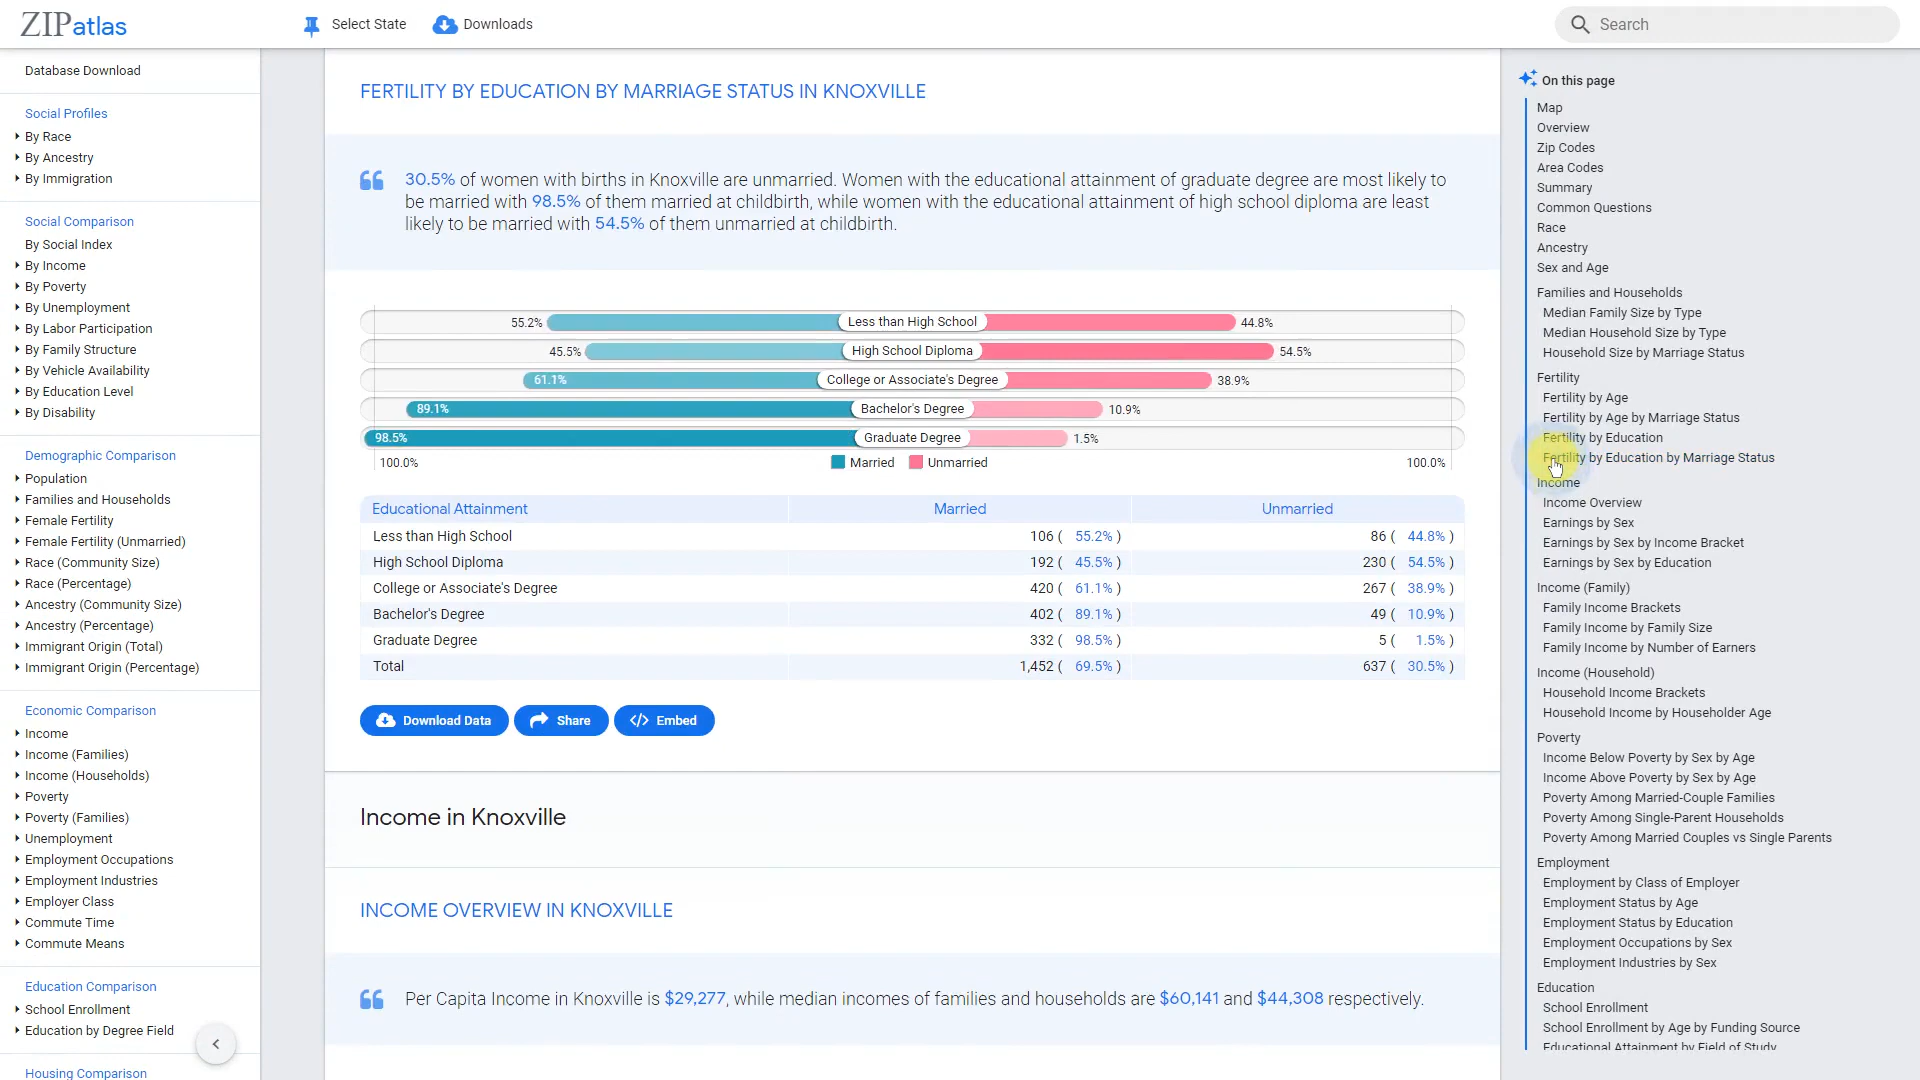 ZIPatlas
Select State
Downloads
Search
Database Download
Social Profiles
By Race
By Ancestry
By Immigration
Social Comparison
By Social Index
By Income
By Poverty
By Unemployment
By Labor Participation
By Family Structure
By Vehicle Availability
By Education Level
By Disability
Demographic Comparison
Population
Families and Households
Female Fertility
Female Fertility (Unmarried)
Race (Community Size)
Race (Percentage)
Ancestry (Community Size)
Ancestry (Percentage)
Immigrant Origin (Total)
Immigrant Origin (Percentage)
Economic Comparison
Income
Income (Families)
Income (Households)
Poverty
Poverty (Families)
Unemployment
Employment Occupations
Employment Industries
Employer Class
Commute Time
Commute Means
Education Comparison
School Enrollment
Education by Degree Field
Housing Comparison
FERTILITY BY EDUCATION BY MARRIAGE STATUS IN KNOXVILLE
30.5% of women with births in Knoxville are unmarried. Women with the educational attainment of graduate degree are most likely to
be married with 98.5% of them married at childbirth, while women with the educational attainment of high school diploma are least
likely to be married with 54.5% of them unmarried at childbirth.
55.2% Less than High School 44.8%
45.5% High School Diploma 54.5%
61.1% College or Associate's Degree 38.9%
89.1% Bachelor's Degree 10.9%
98.5% Graduate Degree 1.5%
100.0% Married Unmarried 100.0%
Educational Attainment Married Unmarried
Less than High School 106 ( 55.2% ) 86 ( 44.8% )
High School Diploma 192 ( 45.5% ) 230 ( 54.5% )
College or Associate's Degree 420 ( 61.1% ) 267 ( 38.9% )
Bachelor's Degree 402 ( 89.1% ) 49 ( 10.9% )
Graduate Degree 332 ( 98.5% ) 5 ( 1.5% )
Total 1,452 ( 69.5% ) 637 ( 30.5% )
Download Data Share Embed
Income in Knoxville
INCOME OVERVIEW IN KNOXVILLE
Per Capita Income in Knoxville is $29,277, while median incomes of families and households are $60,141 and $44,308 respectively.
On this page
Map
Overview
Zip Codes
Area Codes
Summary
Common Questions
Race
Ancestry
Sex and Age
Families and Households
Median Family Size by Type
Median Household Size by Type
Household Size by Marriage Status
Fertility
Fertility by Age
Fertility by Age by Marriage Status
Fertility by Education
Fertility by Education by Marriage Status
Income
Income Overview
Earnings by Sex
Earnings by Sex by Income Bracket
Earnings by Sex by Education
Income (Family)
Family Income Brackets
Family Income by Family Size
Family Income by Number of Earners
Income (Household)
Household Income Brackets
Household Income by Householder Age
Poverty
Income Below Poverty by Sex by Age
Income Above Poverty by Sex by Age
Poverty Among Married-Couple Families
Poverty Among Single-Parent Households
Poverty Among Married Couples vs Single Parents
Employment
Employment by Class of Employer
Employment Status by Age
Employment Status by Education
Employment Occupations by Sex
Employment Industries by Sex
Education
School Enrollment
School Enrollment by Age by Funding Source
Educational Attainment by Field of Study